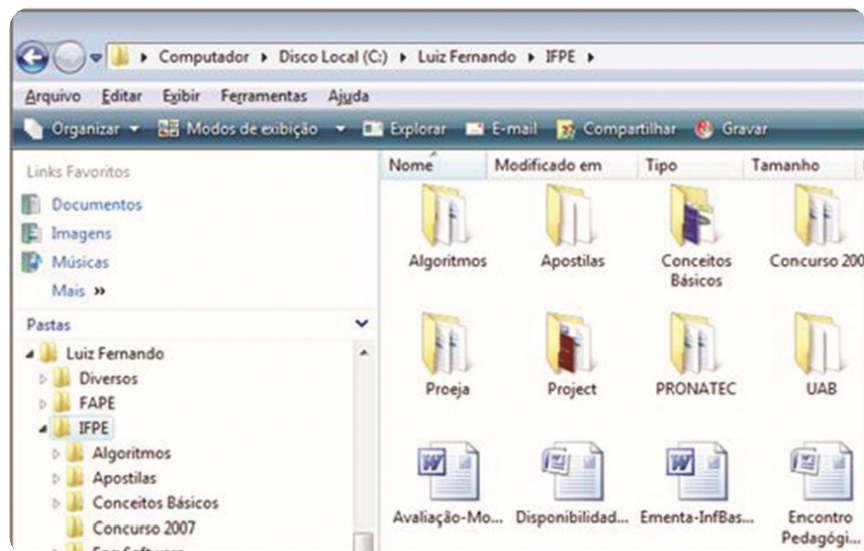 Computador Disco Local (C:) Luiz Fernando IFPE
Arquivo Editar Exibir Ferramentas Ajuda
Organizar Modos de exibição Explorar E-mail Compartilhar Gravar
Links Favoritos
Documentos
Imagens
Músicas
Mais »
Pastas
Luiz Fernando
Diversos
FAPE
IFPE
Algoritmos
Apostilas
Conceitos Básicos
Concurso 2007
Nome Modificado em Tipo Tamanho
Algoritmos Apostilas Conceitos Básicos Concurso 200
Proeja Project PRONATEC UAB
Avaliação-Mo... Disponibilidad... Ementa-InfBas... Encontro Pedagógi...